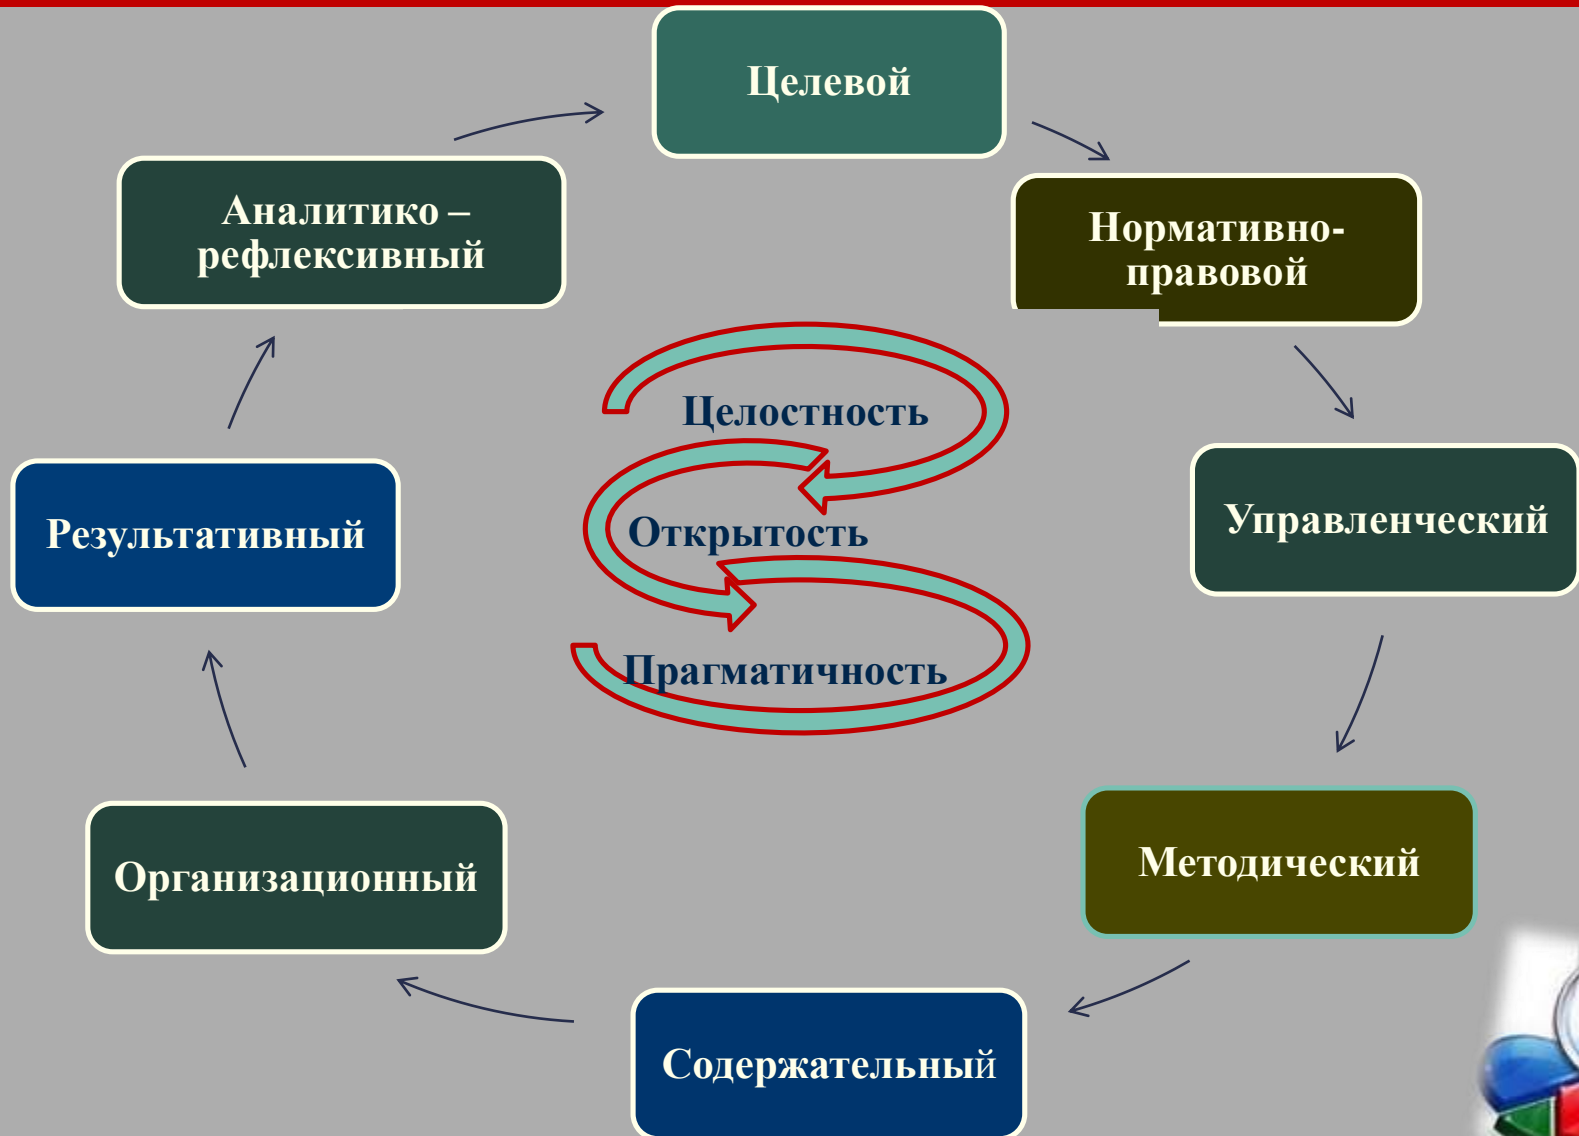 Целевой
Нормативно-
правовой
Управленческий
Методический
Содержательный
Организационный
Результативный
Аналитико –
рефлексивный
Целостность
Открытость
Прагматичность